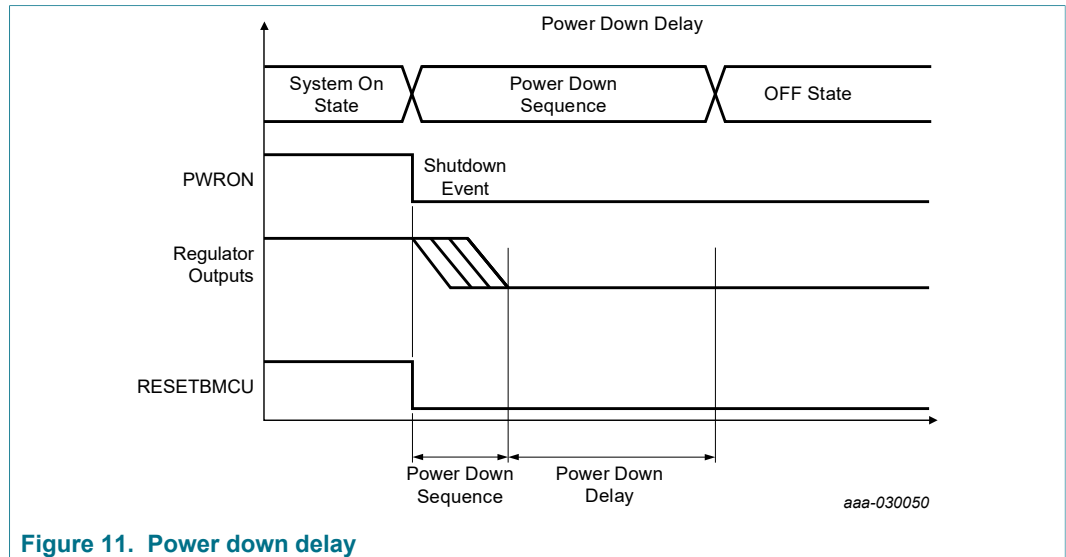 Power Down Delay
System On
State
Power Down
Sequence
OFF State
PWRON
Shutdown
Event
Regulator
Outputs
RESETBMCU
Power Down
Sequence
Power Down
Delay
aaa-030050
Figure 11. Power down delay